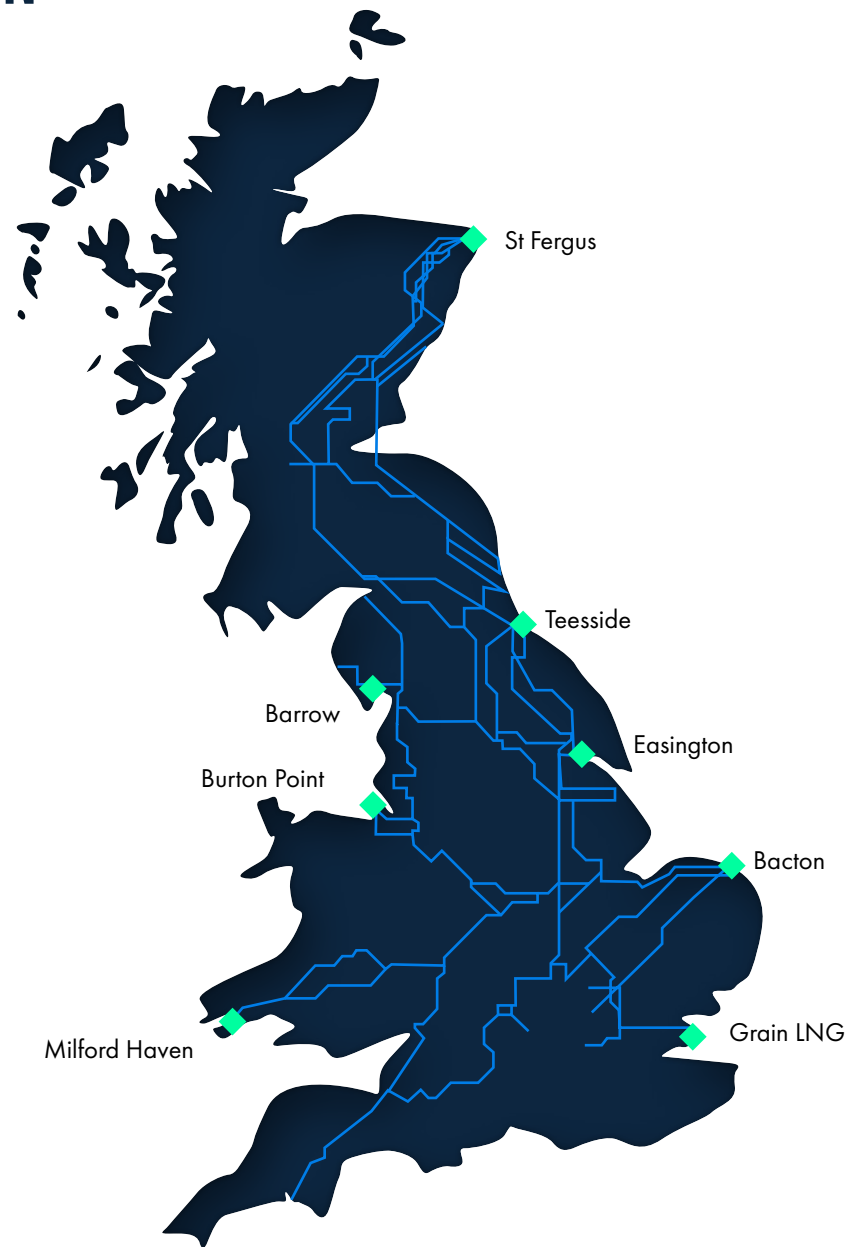 St Fergus
Teesside
Barrow
Easington
Burton Point
Bacton
Grain LNG
Milford Haven